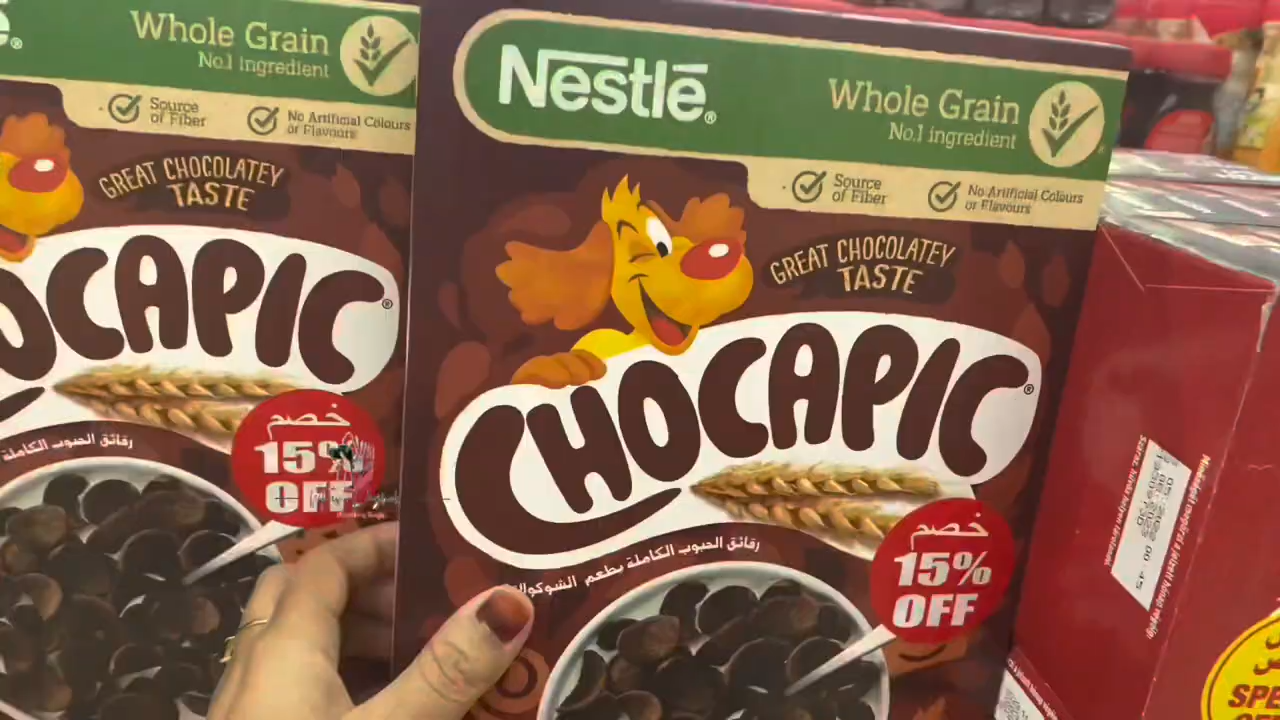 Whole Grain
No.1 ingredient
Source
of Fiber
No Artificial Colours
or Flavours
GREAT CHOCOLATEY
TASTE
OCAPIC®
رقائق الحبوب الكاملة
خصم
15%
OFF
Nestlé®
Whole Grain
No.1 ingredient
Source
of Fiber
No Artificial Colours
or Flavours
GREAT CHOCOLATEY
TASTE
CHOCAPIC®
رقائق الحبوب الكاملة بطعم
خصم
15%
OFF
SPE